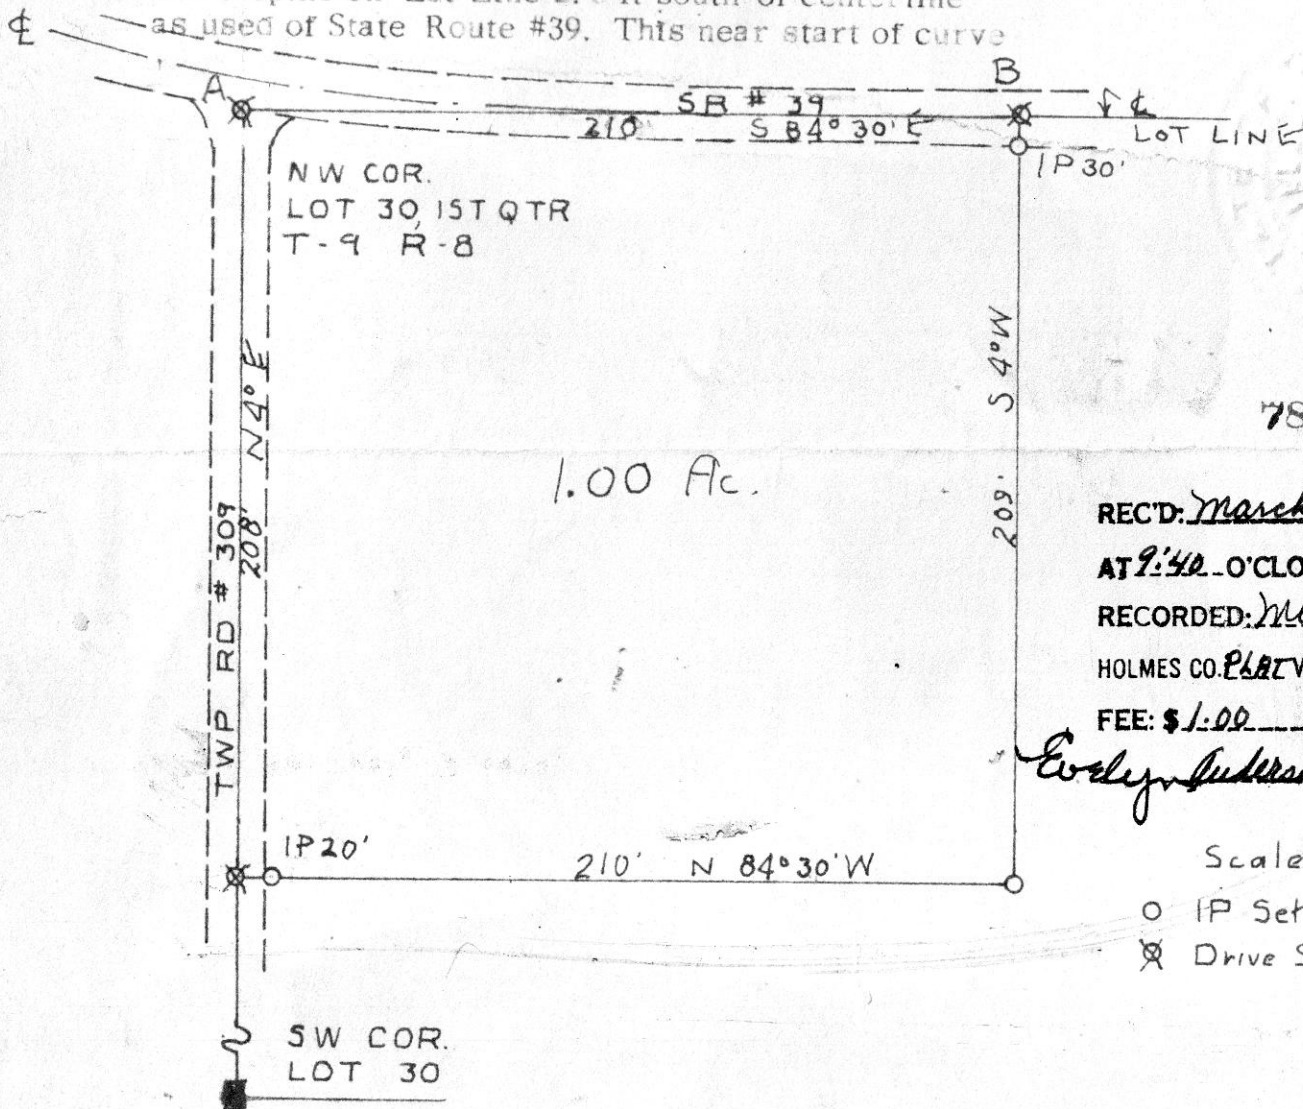 as used of State Route #39. This near start of curve
℄
A
B
SR # 39
℄
210' S 84° 30' E
LOT LINE
IP 30'
NW COR.
LOT 30, 1ST QTR
T-9 R-8
N 4° E
208'
TWP RD # 309
S 4° W
209'
1.00 Ac.
78
REC'D: March
AT 9:40 O'CLO
RECORDED: Ma
HOLMES CO. PLAT V
FEE: $ 1.00
Evelyn Anders
IP 20'
210' N 84° 30' W
Scale
O IP Set
Drive S
SW COR.
LOT 30